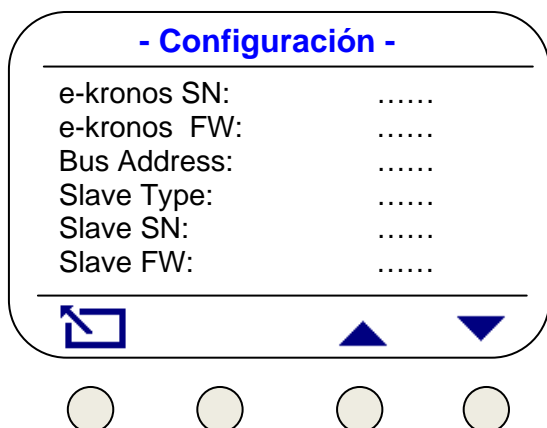 - Configuración -
e-kronos SN: ......
e-kronos FW: ......
Bus Address: ......
Slave Type: ......
Slave SN: ......
Slave FW: ......